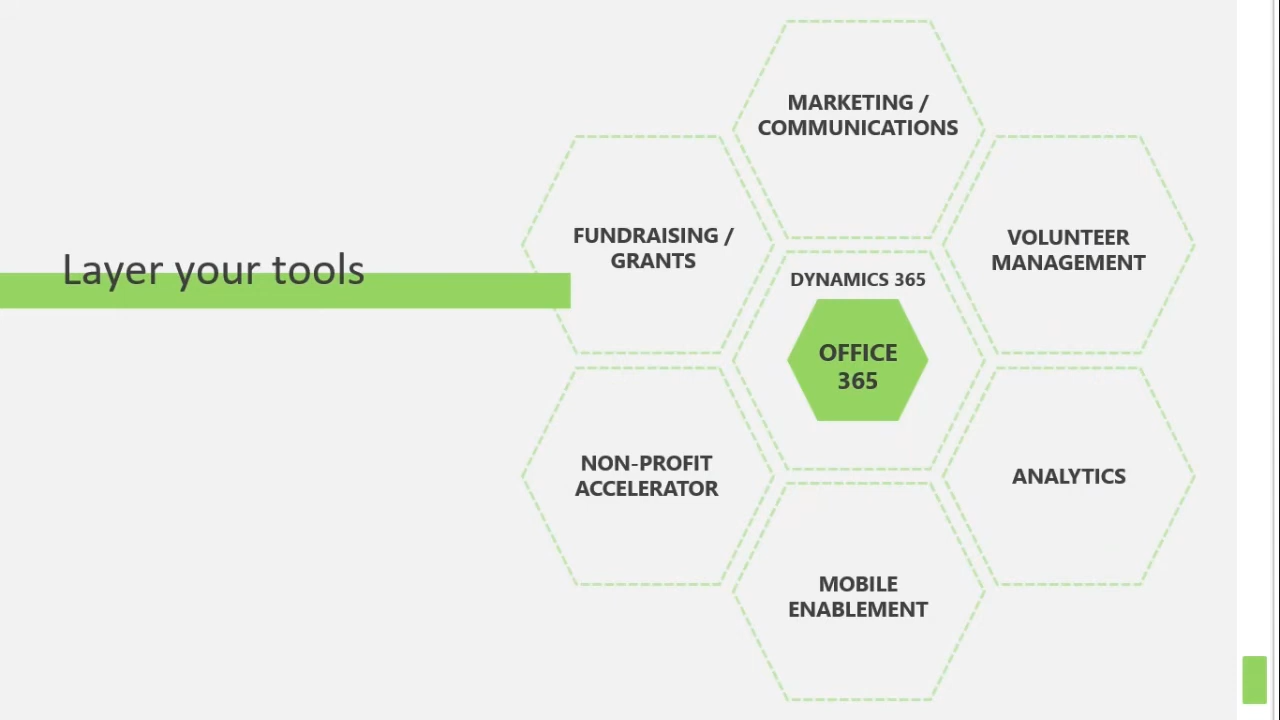 Layer your tools
MARKETING /
COMMUNICATIONS
FUNDRAISING /
GRANTS
VOLUNTEER
MANAGEMENT
DYNAMICS 365
OFFICE
365
NON-PROFIT
ACCELERATOR
ANALYTICS
MOBILE
ENABLEMENT